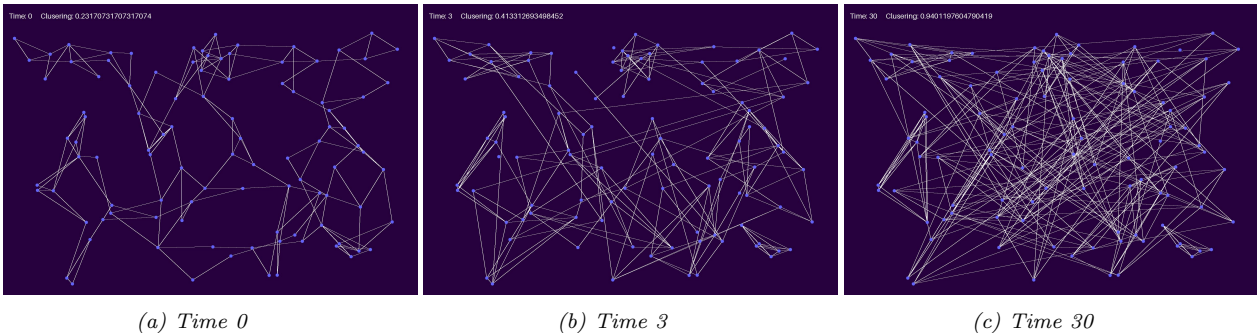 Time: 0 Clusering: 0.23170731707317074
Time: 3 Clusering: 0.413312693498452
Time: 30 Clusering: 0.9401197604790419
(a) Time 0
(b) Time 3
(c) Time 30